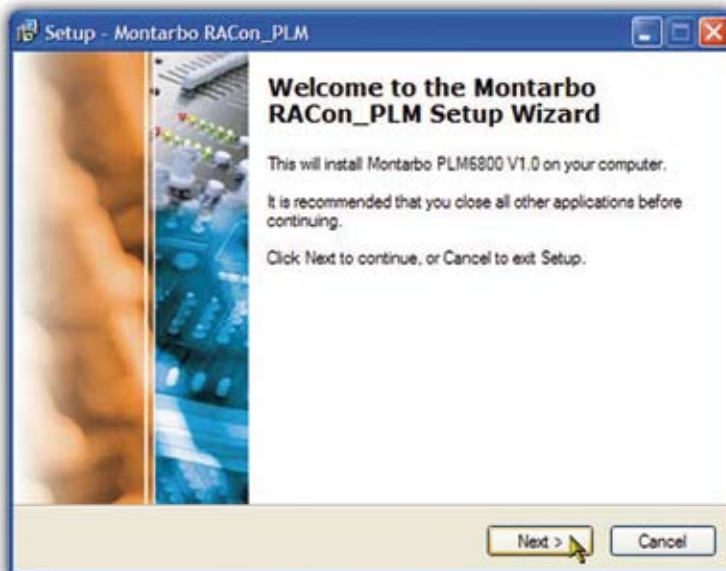 Setup - Montarbo RACon_PLM
Welcome to the Montarbo
RACon_PLM Setup Wizard
This will install Montarbo PLM6800 V1.0 on your computer.
It is recommended that you close all other applications before
continuing.
Click Next to continue, or Cancel to exit Setup.
Next >
Cancel